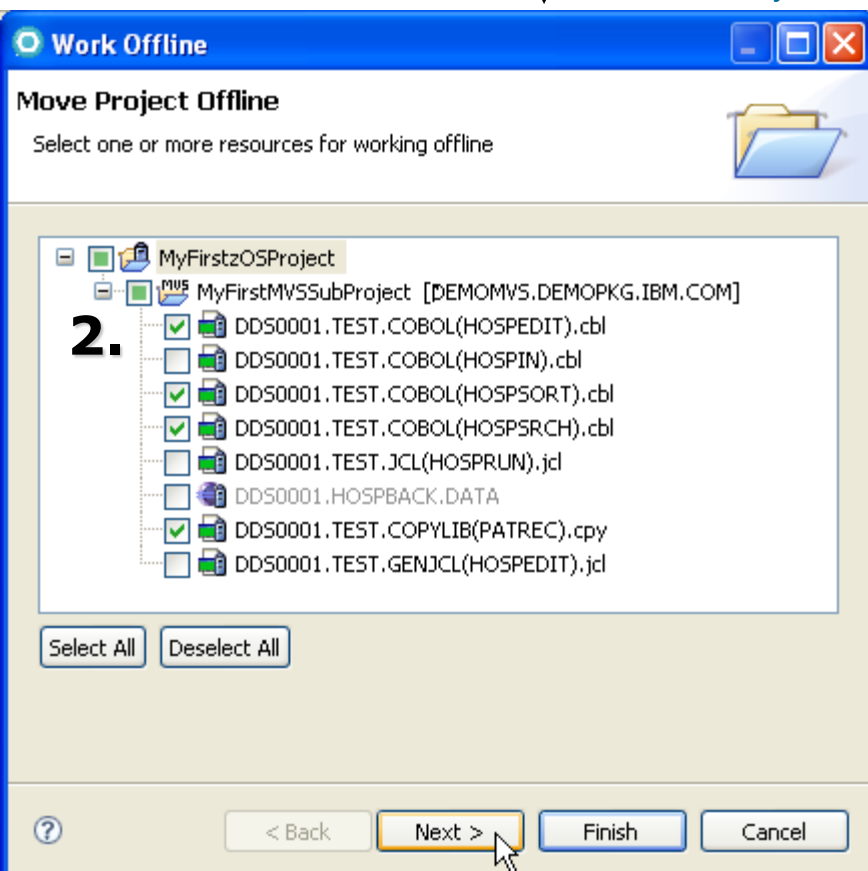 Work Offline
Move Project Offline
Select one or more resources for working offline
MyFirstzOSProject
MVS MyFirstMVSSubProject [DEMOMVS.DEMOPKG.IBM.COM]
2.
DDS0001.TEST.COBOL(HOSPEDIT).cbl
DDS0001.TEST.COBOL(HOSPIN).cbl
DDS0001.TEST.COBOL(HOSPSORT).cbl
DDS0001.TEST.COBOL(HOSPSRCH).cbl
DDS0001.TEST.JCL(HOSPRUN).jcl
DDS0001.HOSPBACK.DATA
DDS0001.TEST.COPYLIB(PATREC).cpy
DDS0001.TEST.GENJCL(HOSPEDIT).jcl
Select All Deselect All
? < Back Next > Finish Cancel